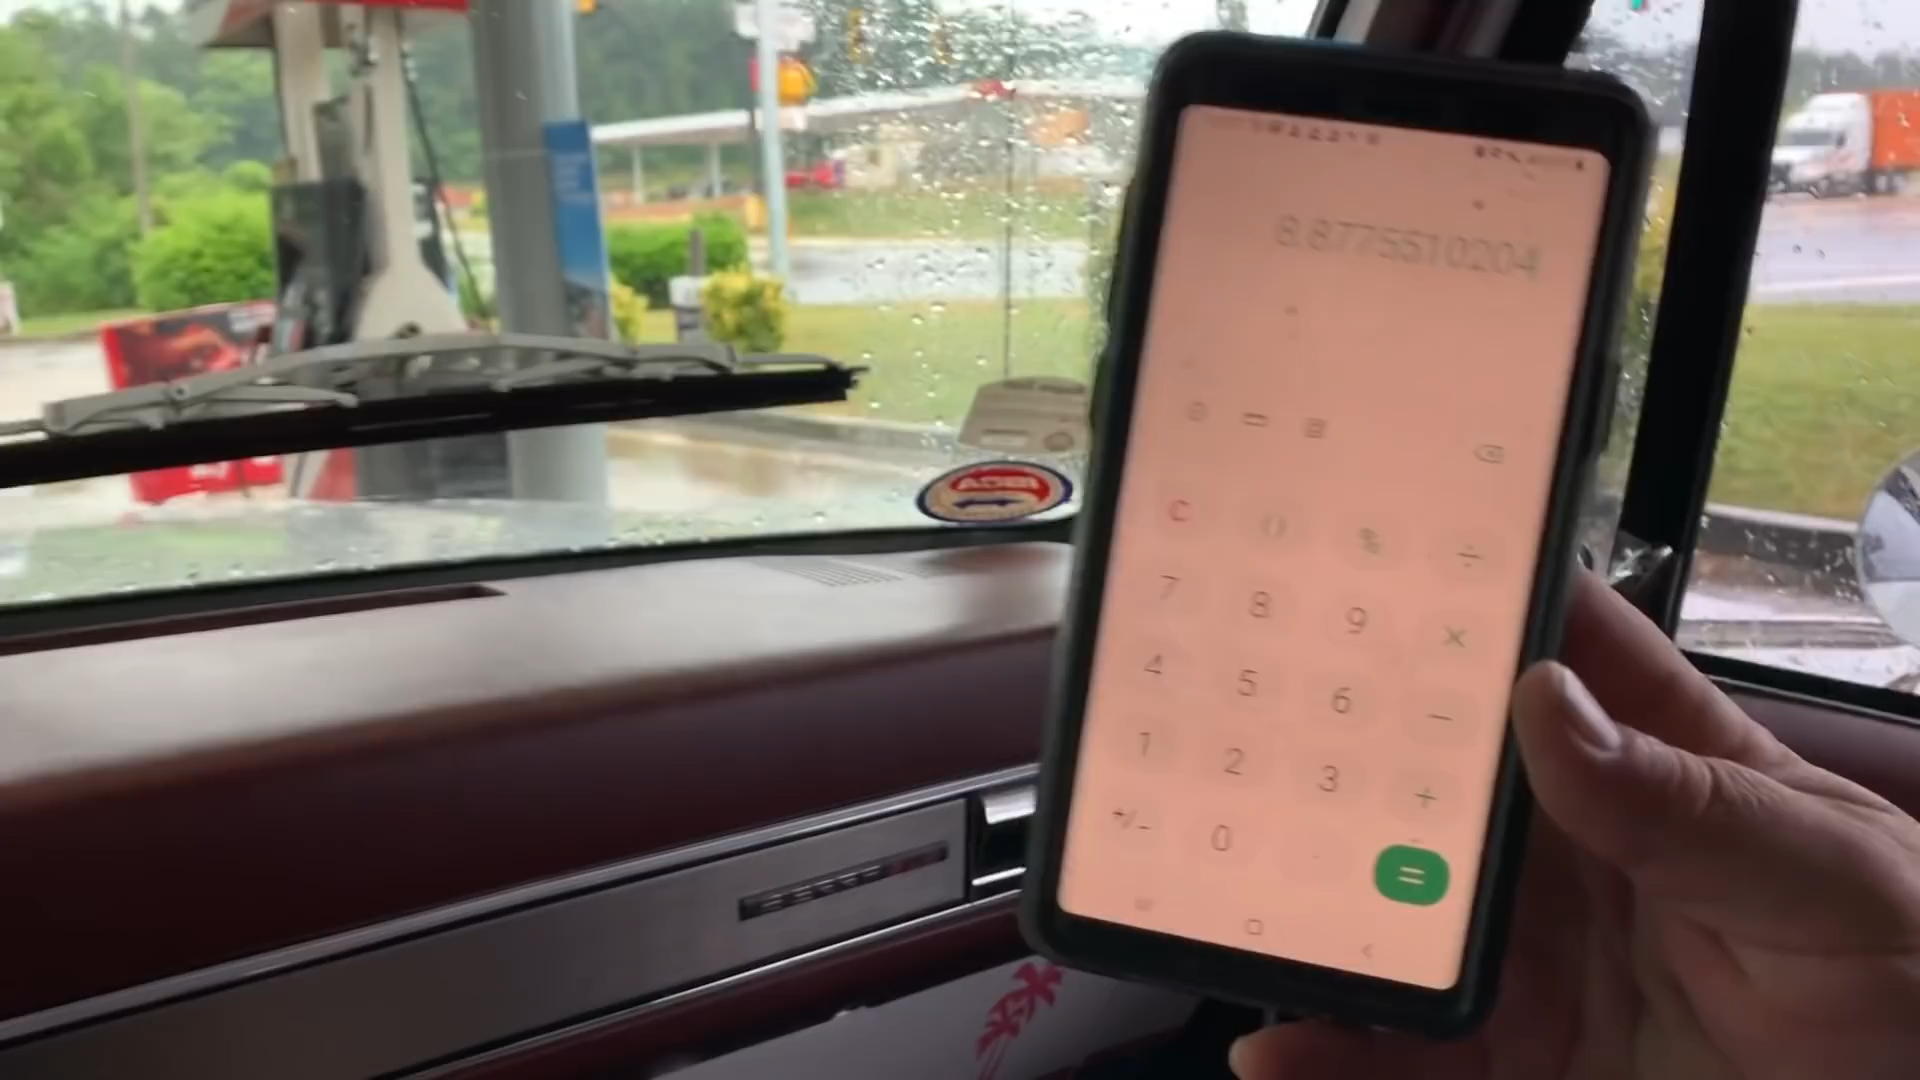 8.8775510204
C () % ÷
7 8 9 ×
4 5 6 −
1 2 3 +
+/− 0 . =